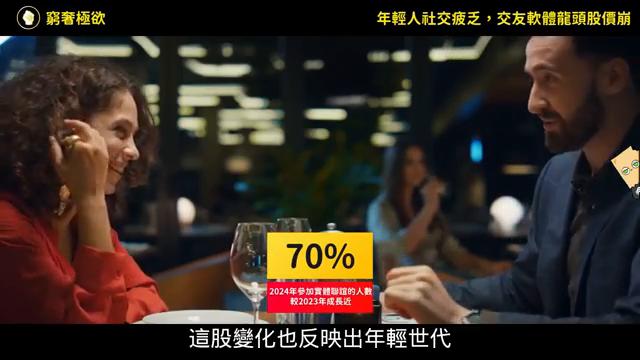 窮奢極欲
年輕人社交疲乏，交友軟體龍頭股價崩
70%
2024年參加實體聯誼的人數
較2023年成長近
這股變化也反映出年輕世代